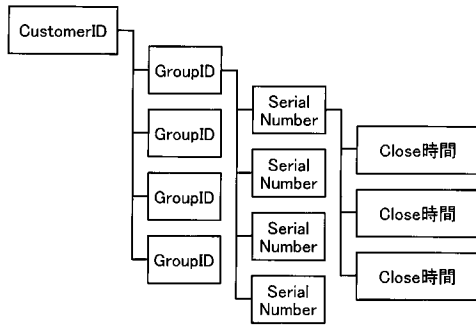 CustomerID
GroupID
GroupID
GroupID
GroupID
Serial
Number
Serial
Number
Serial
Number
Serial
Number
Close時間
Close時間
Close時間